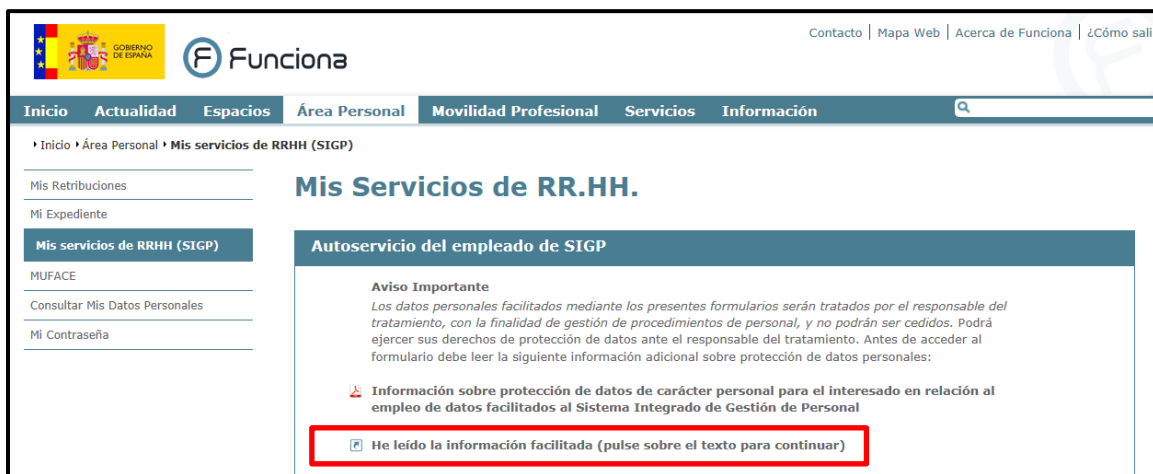 Contacto | Mapa Web | Acerca de Funciona | ¿Cómo sali
GOBIERNO
DE ESPAÑA
Funciona
Inicio Actualidad Espacios Área Personal Movilidad Profesional Servicios Información
Inicio Área Personal Mis servicios de RRHH (SIGP)
Mis Retribuciones
Mi Expediente
Mis servicios de RRHH (SIGP)
MUFACE
Consultar Mis Datos Personales
Mi Contraseña
Mis Servicios de RR.HH.
Autoservicio del empleado de SIGP
Aviso Importante
Los datos personales facilitados mediante los presentes formularios serán tratados por el responsable del
tratamiento, con la finalidad de gestión de procedimientos de personal, y no podrán ser cedidos. Podrá
ejercer sus derechos de protección de datos ante el responsable del tratamiento. Antes de acceder al
formulario debe leer la siguiente información adicional sobre protección de datos personales:
Información sobre protección de datos de carácter personal para el interesado en relación al
empleo de datos facilitados al Sistema Integrado de Gestión de Personal
He leído la información facilitada (pulse sobre el texto para continuar)